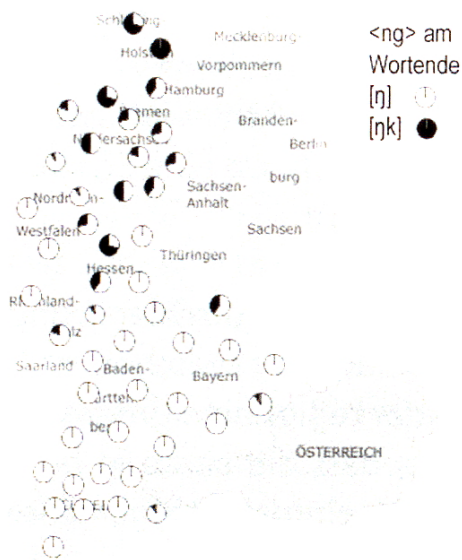 <ng> am
Wortende
[ŋ]
[ŋk]
Mecklenburg-
Vorpommern
Hamburg
Bremen
Branden-
Berlin
burg
Sachsen-
Anhalt
Westfalen
Sachsen
Thüringen
Hessen
Saarland
Baden-
Bayern
ÖSTERREICH